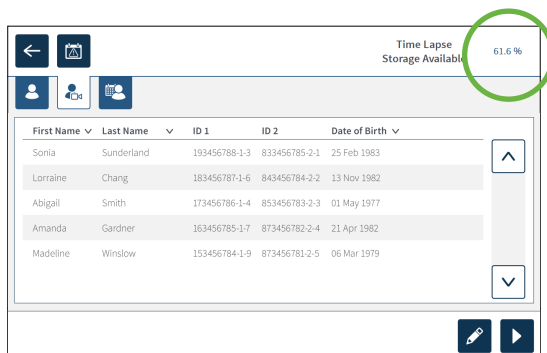 Time Lapse
Storage Available
61.6 %
First Name Last Name ID 1 ID 2 Date of Birth
Sonia Sunderland 193456788-1-3 833456785-2-1 25 Feb 1983
Lorraine Chang 183456787-1-6 843456784-2-2 13 Nov 1982
Abigail Smith 173456786-1-4 853456783-2-3 01 May 1977
Amanda Gardner 163456785-1-7 873456782-2-4 21 Apr 1982
Madeline Winslow 153456784-1-9 873456781-2-5 06 Mar 1979